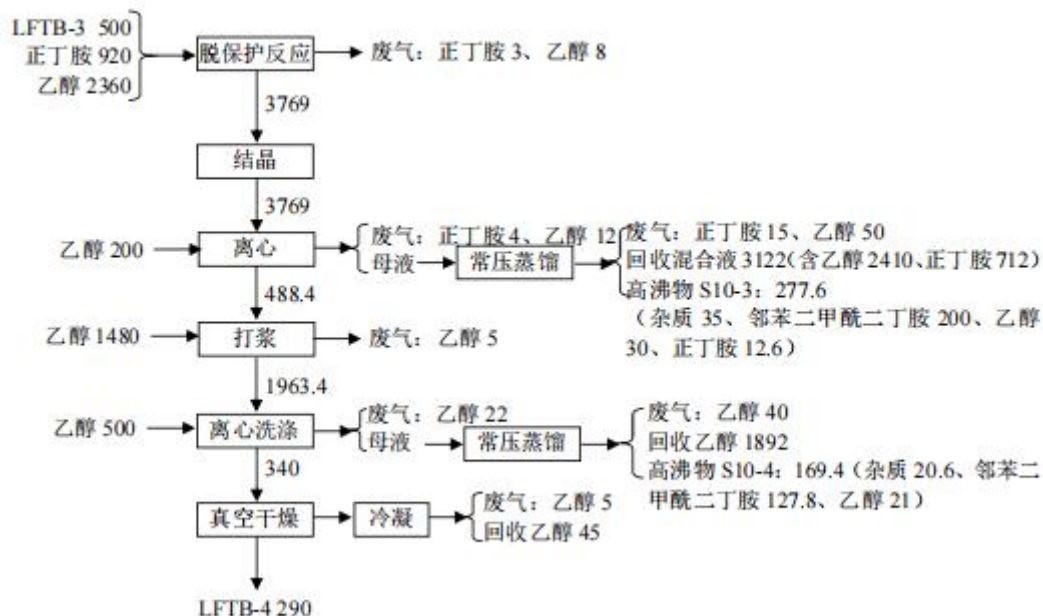 LFTB-3 500
正丁胺 920
乙醇 2360
脱保护反应
废气：正丁胺 3、乙醇 8
3769
结晶
3769
乙醇 200
离心
废气：正丁胺 4、乙醇 12
母液
常压蒸馏
废气：正丁胺 15、乙醇 50
回收混合液 3122（含乙醇 2410、正丁胺 712）
高沸物 S10-3：277.6
（杂质 35、邻苯二甲酰二丁胺 200、乙醇
30、正丁胺 12.6）
488.4
乙醇 1480
打浆
废气：乙醇 5
1963.4
乙醇 500
离心洗涤
废气：乙醇 22
母液
常压蒸馏
废气：乙醇 40
回收乙醇 1892
高沸物 S10-4：169.4（杂质 20.6、邻苯二
甲酰二丁胺 127.8、乙醇 21）
340
真空干燥
冷凝
废气：乙醇 5
回收乙醇 45
LFTB-4 290